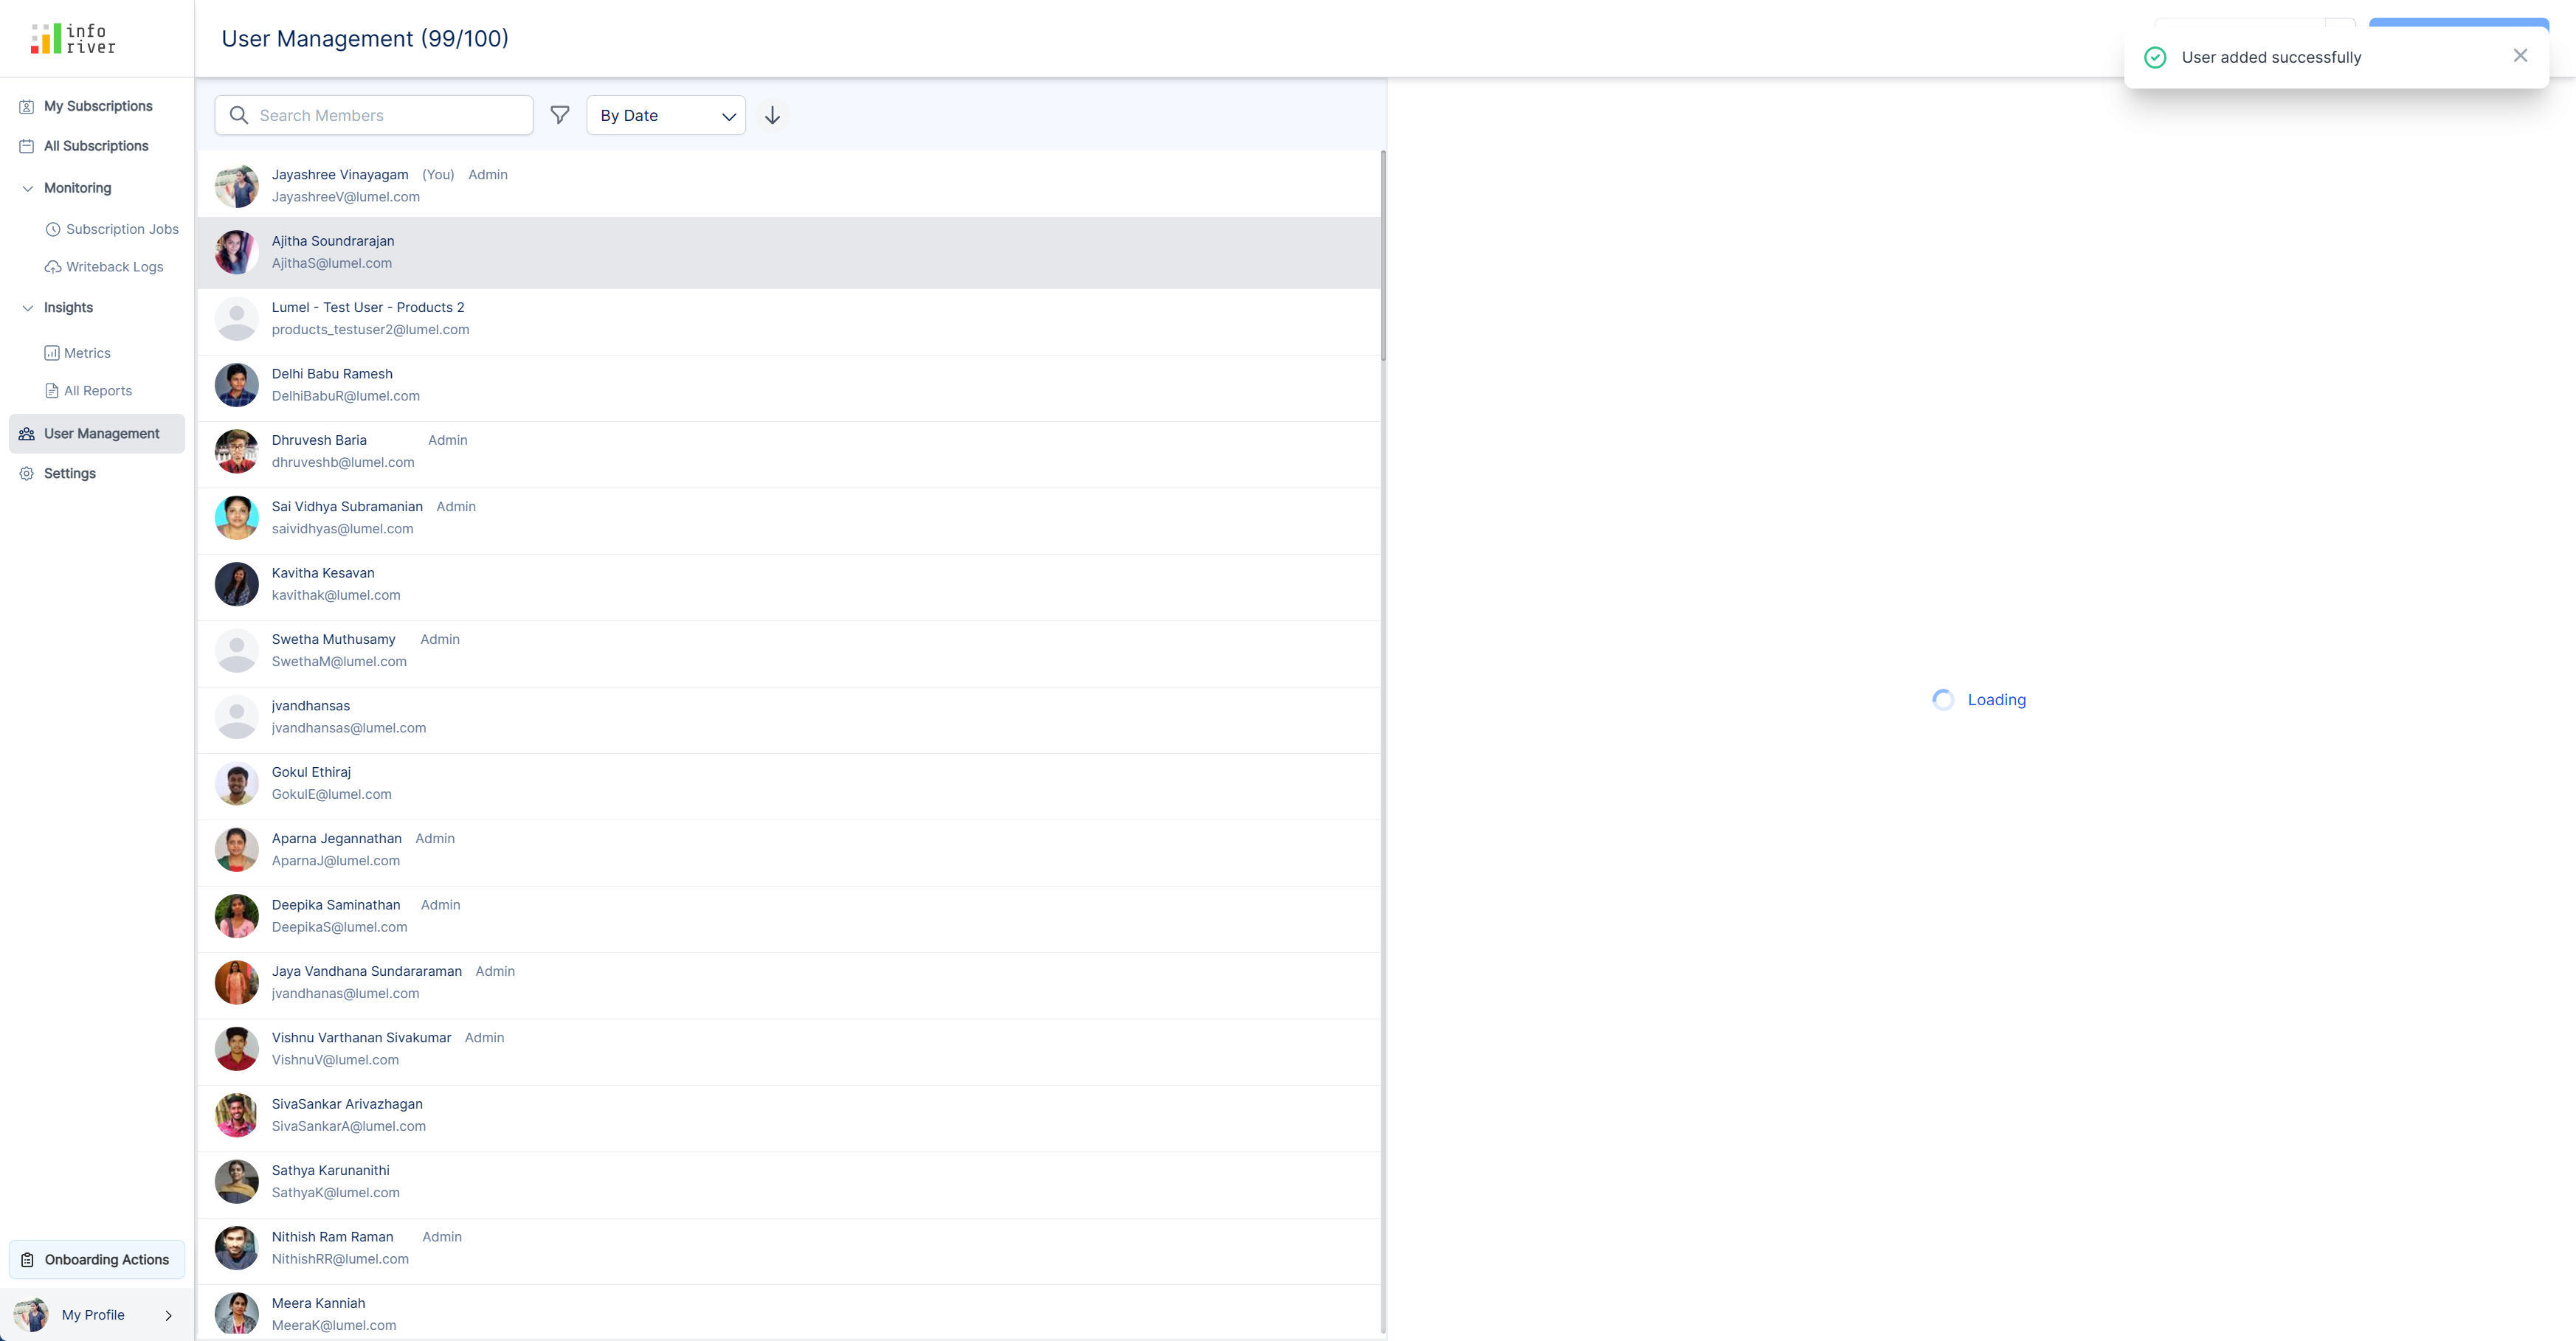 info
river
User Management (99/100)
User added successfully
My Subscriptions
All Subscriptions
Monitoring
Subscription Jobs
Writeback Logs
Insights
Metrics
All Reports
User Management
Settings
Onboarding Actions
My Profile
Search Members
By Date
Jayashree Vinayagam (You) Admin
JayashreeV@lumel.com
Ajitha Soundrarajan
AjithaS@lumel.com
Lumel - Test User - Products 2
products_testuser2@lumel.com
Delhi Babu Ramesh
DelhiBabuR@lumel.com
Dhruvesh Baria Admin
dhruveshb@lumel.com
Sai Vidhya Subramanian Admin
saividhyas@lumel.com
Kavitha Kesavan
kavithak@lumel.com
Swetha Muthusamy Admin
SwethaM@lumel.com
jvandhansas
jvandhansas@lumel.com
Gokul Ethiraj
GokulE@lumel.com
Aparna Jegannathan Admin
AparnaJ@lumel.com
Deepika Saminathan Admin
DeepikaS@lumel.com
Jaya Vandhana Sundararaman Admin
jvandhanas@lumel.com
Vishnu Varthanan Sivakumar Admin
VishnuV@lumel.com
SivaSankar Arivazhagan
SivaSankarA@lumel.com
Sathya Karunanithi
SathyaK@lumel.com
Nithish Ram Raman Admin
NithishRR@lumel.com
Meera Kanniah
MeeraK@lumel.com
Loading